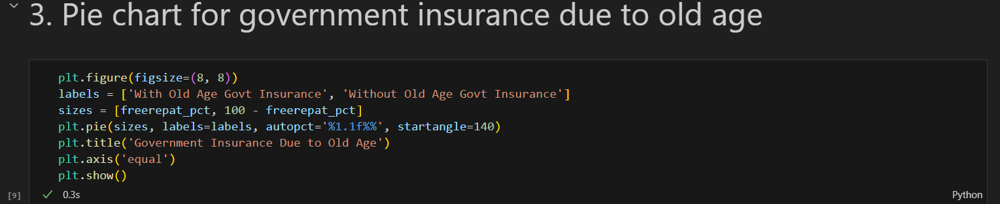 3. Pie chart for government insurance due to old age
plt.figure(figsize=(8, 8))
labels = ['With Old Age Govt Insurance', 'Without Old Age Govt Insurance']
sizes = [freerepat_pct, 100 - freerepat_pct]
plt.pie(sizes, labels=labels, autopct='%1.1f%%', startangle=140)
plt.title('Government Insurance Due to Old Age')
plt.axis('equal')
plt.show()
[9] 0.3s Python